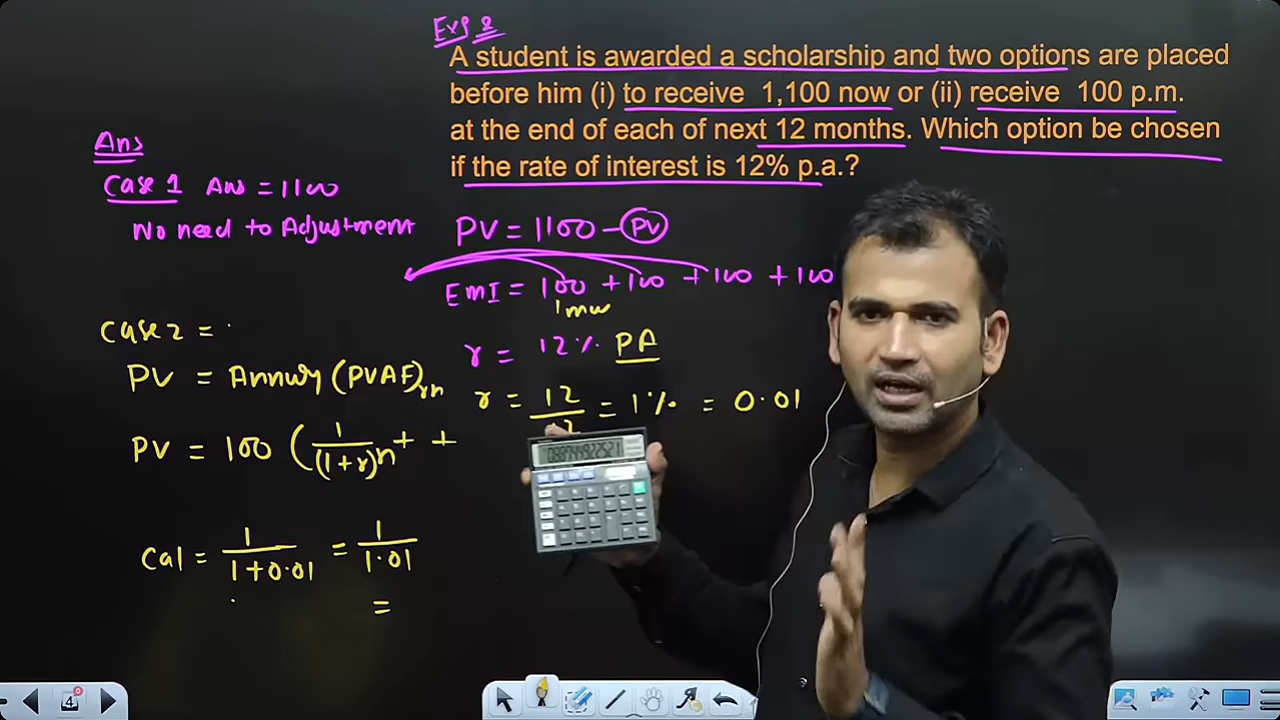 Exp 2
A student is awarded a scholarship and two options are placed
before him (i) to receive 1,100 now or (ii) receive 100 p.m.
at the end of each of next 12 months. Which option be chosen
if the rate of interest is 12% p.a.?
Ans
Case 1 Ans = 1100
No need to Adjustment
PV = 1100 - PV
EMI = 100 + 100 + 100 + 100
Case 2 =
r = 12% PA
PV = Annuty (PVAF)rn
r = 12 = 1% = 0.01
PV = 100 ( 1/(1+r)n + +
Cal = 1/1+0.01 = 1/1.01
=
4